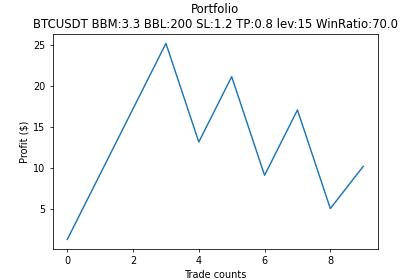 Portfolio
BTCUSDT BBM:3.3 BBL:200 SL:1.2 TP:0.8 lev:15 WinRatio:70.0
25
20
15
10
5
Profit ($)
0 2 4 6 8
Trade counts